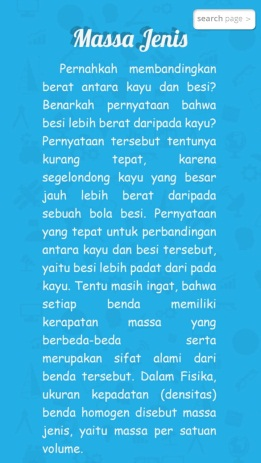 search page >
Massa Jenis
Pernahkah membandingkan
berat antara kayu dan besi?
Benarkah pernyataan bahwa
besi lebih berat daripada kayu?
Pernyataan tersebut tentunya
kurang tepat, karena
segelondong kayu yang besar
jauh lebih berat daripada
sebuah bola besi. Pernyataan
yang tepat untuk perbandingan
antara kayu dan besi tersebut,
yaitu besi lebih padat dari pada
kayu. Tentu masih ingat, bahwa
setiap benda memiliki
kerapatan massa yang
berbeda-beda serta
merupakan sifat alami dari
benda tersebut. Dalam Fisika,
ukuran kepadatan (densitas)
benda homogen disebut massa
jenis, yaitu massa per satuan
volume.